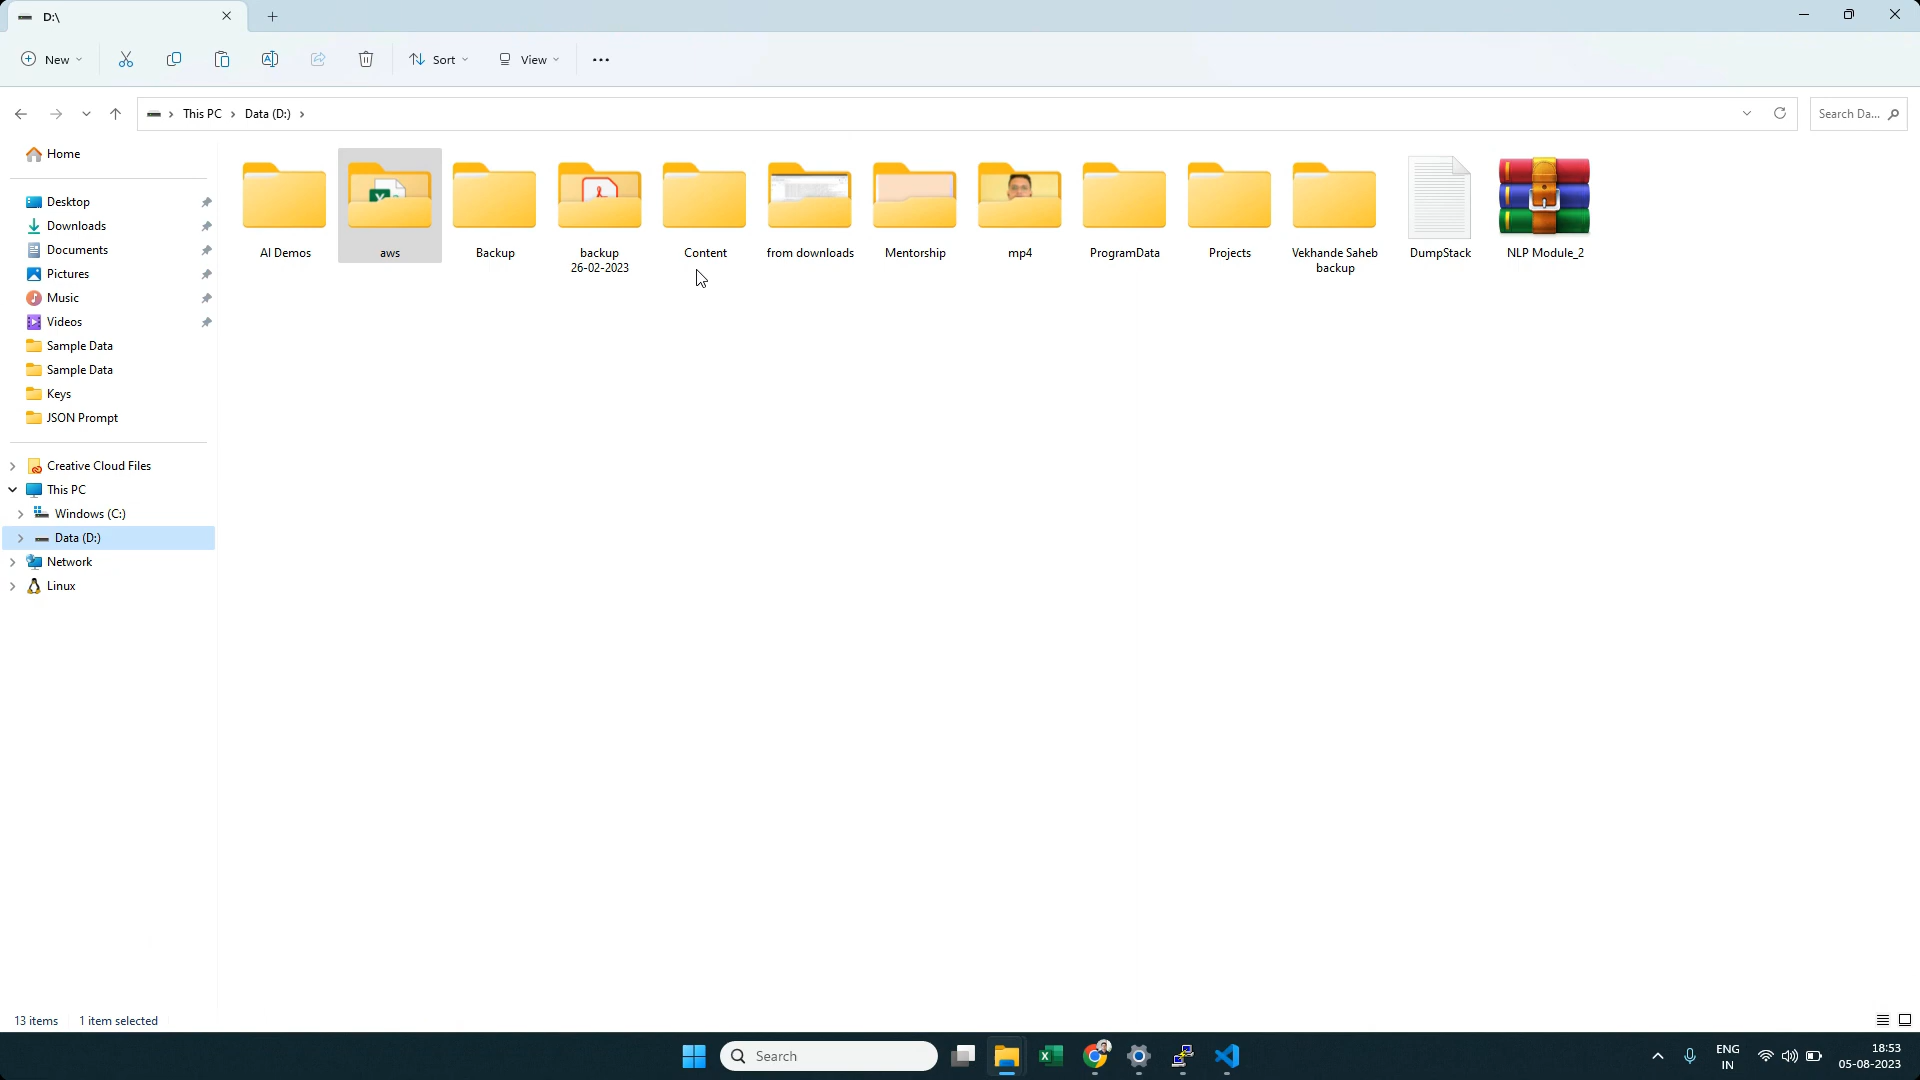 D:\
New
Sort
View
This PC
Data (D:)
Search Da...
Home
Desktop
Downloads
Documents
Pictures
Music
Videos
Sample Data
Sample Data
Keys
JSON Prompt
Creative Cloud Files
This PC
Windows (C:)
Data (D:)
Network
Linux
AI Demos
aws
Backup
backup
26-02-2023
Content
from downloads
Mentorship
mp4
ProgramData
Projects
Vekhande Saheb
backup
DumpStack
NLP Module_2
13 items
1 item selected
Search
ENG
IN
18:53
05-08-2023